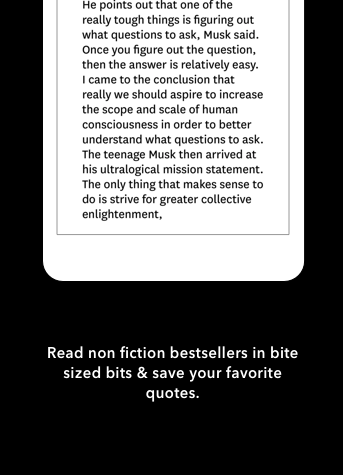 He points out that one of the
really tough things is figuring out
what questions to ask, Musk said.
Once you figure out the question,
then the answer is relatively easy.
I came to the conclusion that
really we should aspire to increase
the scope and scale of human
consciousness in order to better
understand what questions to ask.
The teenage Musk then arrived at
his ultralogical mission statement.
The only thing that makes sense to
do is strive for greater collective
enlightenment,
Read non fiction bestsellers in bite
sized bits & save your favorite
quotes.